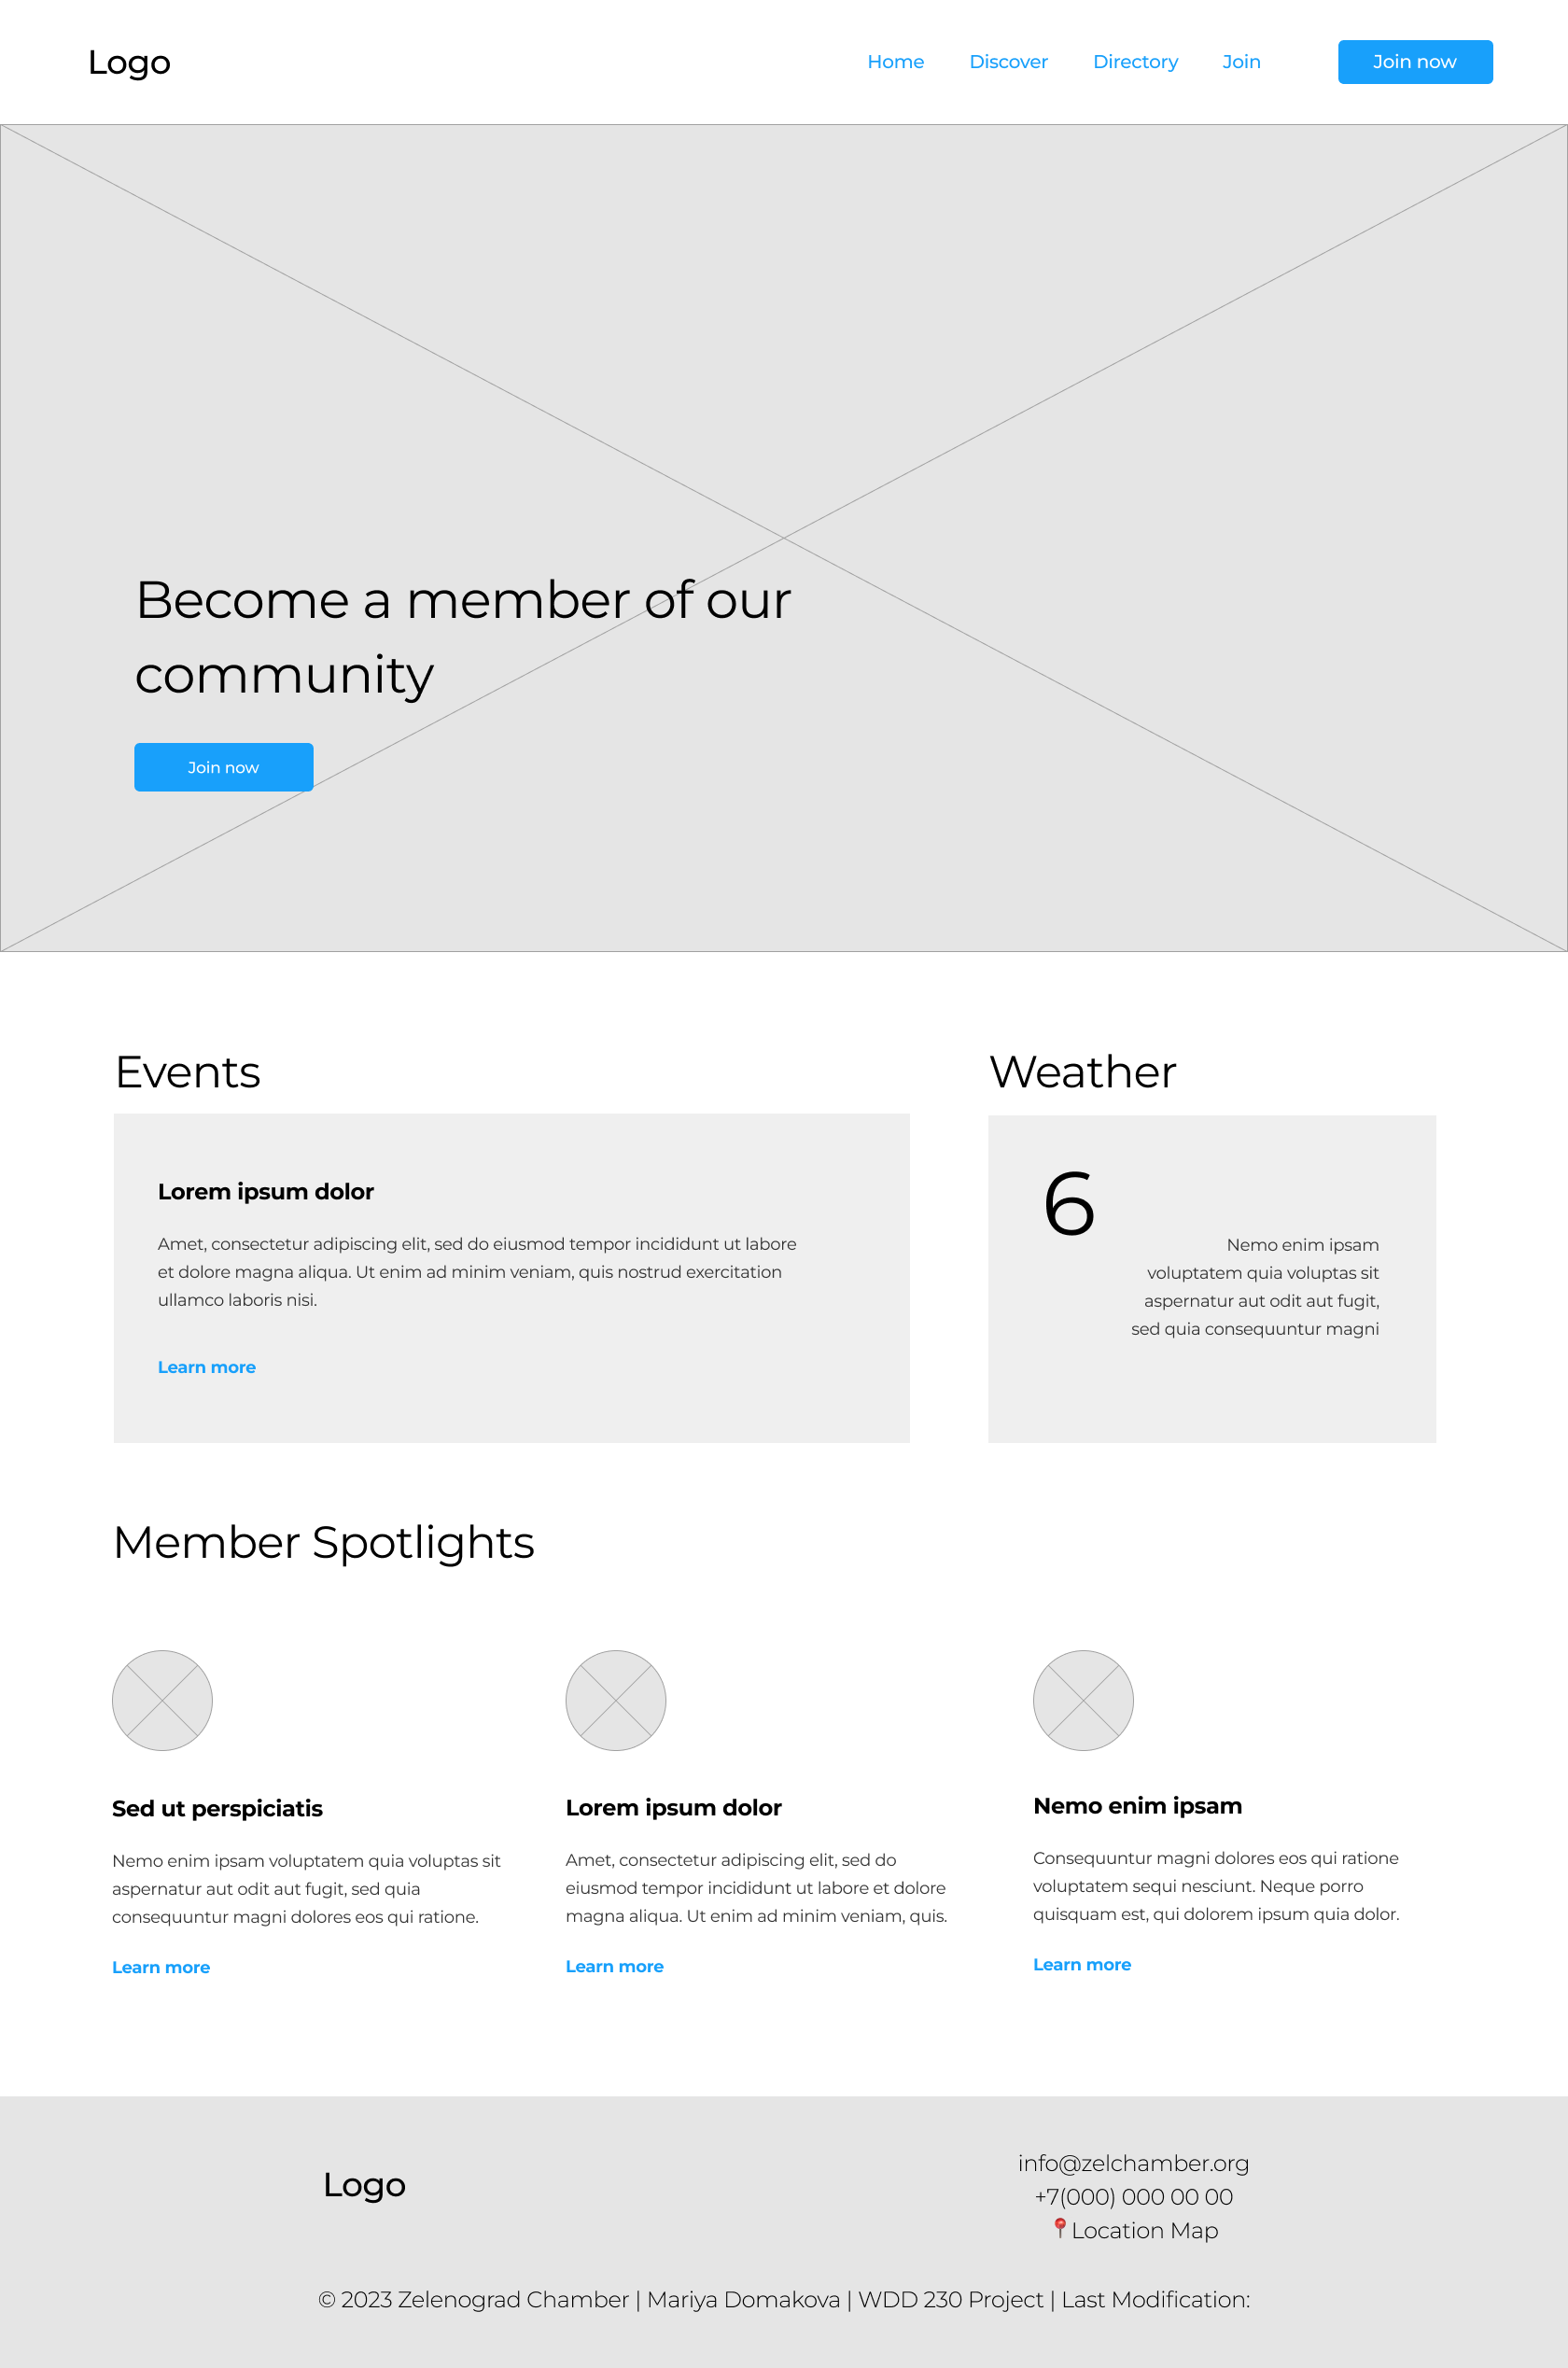 Logo
Home Discover Directory Join Join now
Become a member of our
community
Join now
Events
Lorem ipsum dolor
Amet, consectetur adipiscing elit, sed do eiusmod tempor incididunt ut labore
et dolore magna aliqua. Ut enim ad minim veniam, quis nostrud exercitation
ullamco laboris nisi.
Learn more
Weather
6
Nemo enim ipsam
voluptatem quia voluptas sit
aspernatur aut odit aut fugit,
sed quia consequuntur magni
Member Spotlights
Sed ut perspiciatis
Nemo enim ipsam voluptatem quia voluptas sit
aspernatur aut odit aut fugit, sed quia
consequuntur magni dolores eos qui ratione.
Learn more
Lorem ipsum dolor
Amet, consectetur adipiscing elit, sed do
eiusmod tempor incididunt ut labore et dolore
magna aliqua. Ut enim ad minim veniam, quis.
Learn more
Nemo enim ipsam
Consequuntur magni dolores eos qui ratione
voluptatem sequi nesciunt. Neque porro
quisquam est, qui dolorem ipsum quia dolor.
Learn more
Logo
info@zelchamber.org
+7(000) 000 00 00
📍Location Map
© 2023 Zelenograd Chamber | Mariya Domakova | WDD 230 Project | Last Modification: